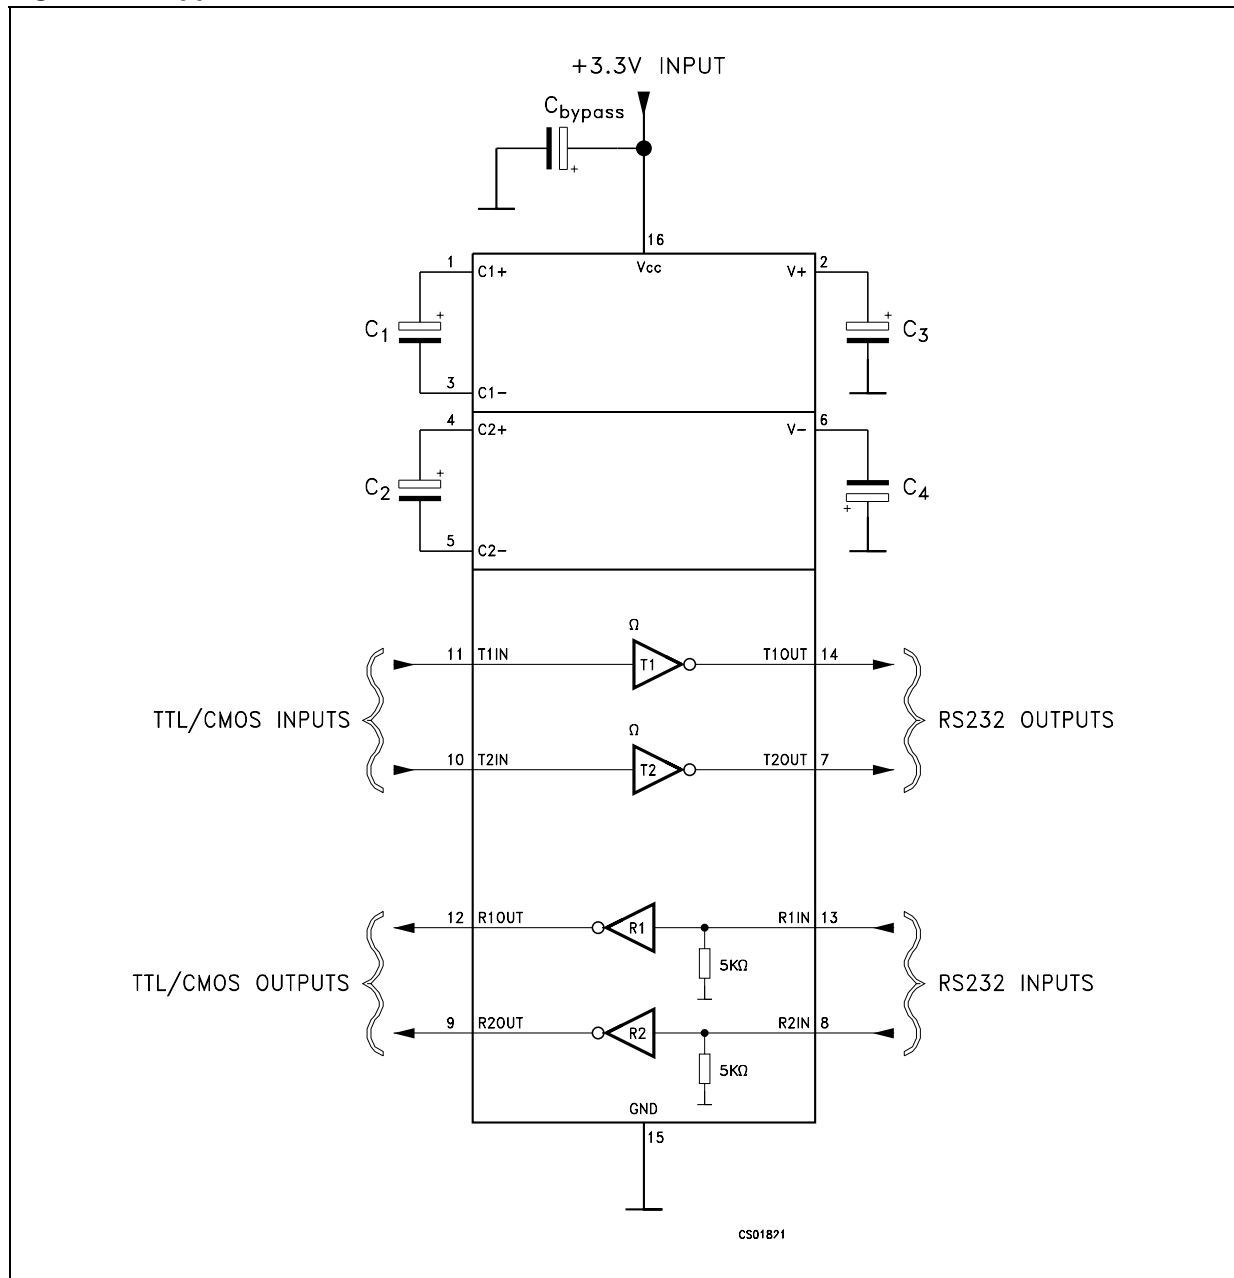 +3.3V INPUT
Cbypass
+
16
Vcc
1
C1+
V+
2
+
C1
+
C3
3
C1-
4
C2+
V-
6
+
C2
+
C4
5
C2-
Ω
11
T1IN
T1
T1OUT
14
TTL/CMOS INPUTS
RS232 OUTPUTS
Ω
10
T2IN
T2
T2OUT
7
12
R1OUT
R1
R1IN
13
5KΩ
TTL/CMOS OUTPUTS
RS232 INPUTS
9
R2OUT
R2
R2IN
8
5KΩ
GND
15
CS01821